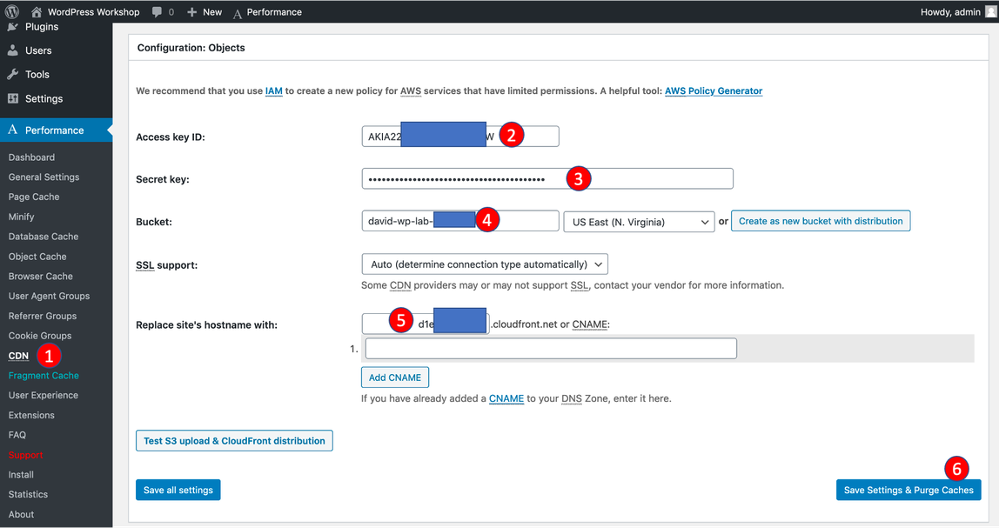 WordPress Workshop 0 New Performance Howdy, admin
Plugins
Users
Tools
Settings
Performance
Dashboard
General Settings
Page Cache
Minify
Database Cache
Object Cache
Browser Cache
User Agent Groups
Referrer Groups
Cookie Groups
CDN 1
Fragment Cache
User Experience
Extensions
FAQ
Support
Install
Statistics
About
Configuration: Objects
We recommend that you use IAM to create a new policy for AWS services that have limited permissions. A helpful tool: AWS Policy Generator
Access key ID: AKIA22 W 2
Secret key: •••••••••••••••••••••••••••••••••••••••• 3
Bucket: david-wp-lab- 4 US East (N. Virginia) or Create as new bucket with distribution
SSL support: Auto (determine connection type automatically)
Some CDN providers may or may not support SSL, contact your vendor for more information.
Replace site's hostname with: 5 d1e .cloudfront.net or CNAME:
1.
Add CNAME
If you have already added a CNAME to your DNS Zone, enter it here.
Test S3 upload & CloudFront distribution
6
Save all settings Save Settings & Purge Caches